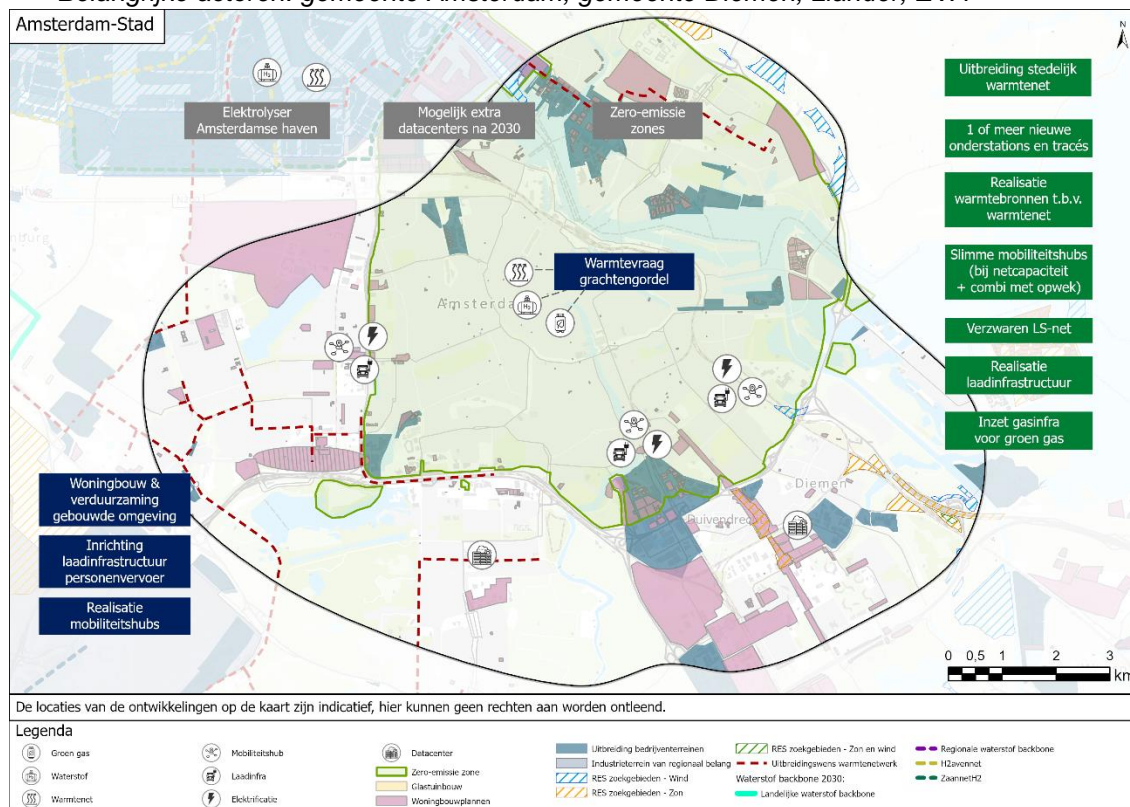 Amsterdam-Stad
N
Elektrolyser
Amsterdamse haven
Mogelijk extra
datacenters na 2030
Zero-emissie
zones
Uitbreiding stedelijk
warmtenet
1 of meer nieuwe
onderstations en tracés
Realisatie
warmtebronnen t.b.v.
warmtenet
Slimme mobiliteitshubs
(bij netcapaciteit
+ combi met opwek)
Verzwaren LS-net
Realisatie
laadinfrastructuur
Inzet gasinfra
voor groen gas
Warmtevraag
grachtengordel
H2
Diemen
Woningbouw &
verduurzaming
gebouwde omgeving
Inrichting
laadinfrastructuur
personenvervoer
Realisatie
mobiliteitshubs
0 0,5 1 2 3
km
De locaties van de ontwikkelingen op de kaart zijn indicatief, hier kunnen geen rechten aan worden ontleend.
Legenda
Groen gas
Waterstof
Warmtenet
Mobiliteitshub
Laadinfra
Elektrificatie
Datacenter
Zero-emissie zone
Glastuinbouw
Woningbouwplannen
Uitbreiding bedrijventerreinen
Industrieterrein van regionaal belang
RES zoekgebieden - Wind
RES zoekgebieden - Zon
RES zoekgebieden - Zon en wind
Uitbreidingswens warmtenetwerk
Waterstof backbone 2030:
Landelijke waterstof backbone
Regionale waterstof backbone
H2avennet
ZaannetH2